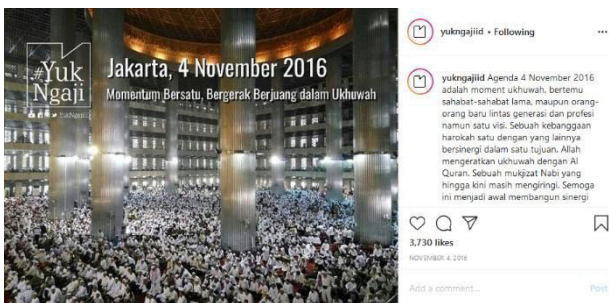 #Yuk
Ngaji
Jakarta, 4 November 2016
Momentum Bersatu, Bergerak Berjuang dalam Ukhuwah
yukngajiid • Following
yukngajiid Agenda 4 November 2016
adalah moment ukhuwah, bertemu
sahabat-sahabat lama, maupun orang-
orang baru lintas generasi dan profesi
namun satu visi. Sebuah kebanggaan
harokah satu dengan yang lainnya
bersinergi dalam satu tujuan. Allah
mengeratkan ukhuwah dengan Al
Quran. Sebuah mukjizat Nabi yang
hingga kini masih mengiringi. Semoga
ini menjadi awal membangun sinergi
3,730 likes
NOVEMBER 4, 2016
Add a comment...
Post